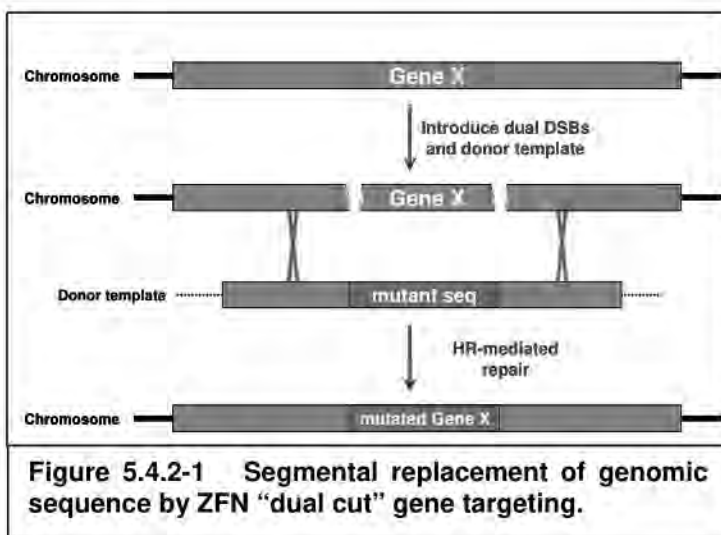 Gene X
Chromosome
Introduce dual DSBs
and donor template
Chromosome
Gene X
Donor template
mutant seq
HR-mediated
repair
Chromosome
mutated Gene X
Figure 5.4.2-1 Segmental replacement of genomic
sequence by ZFN “dual cut” gene targeting.